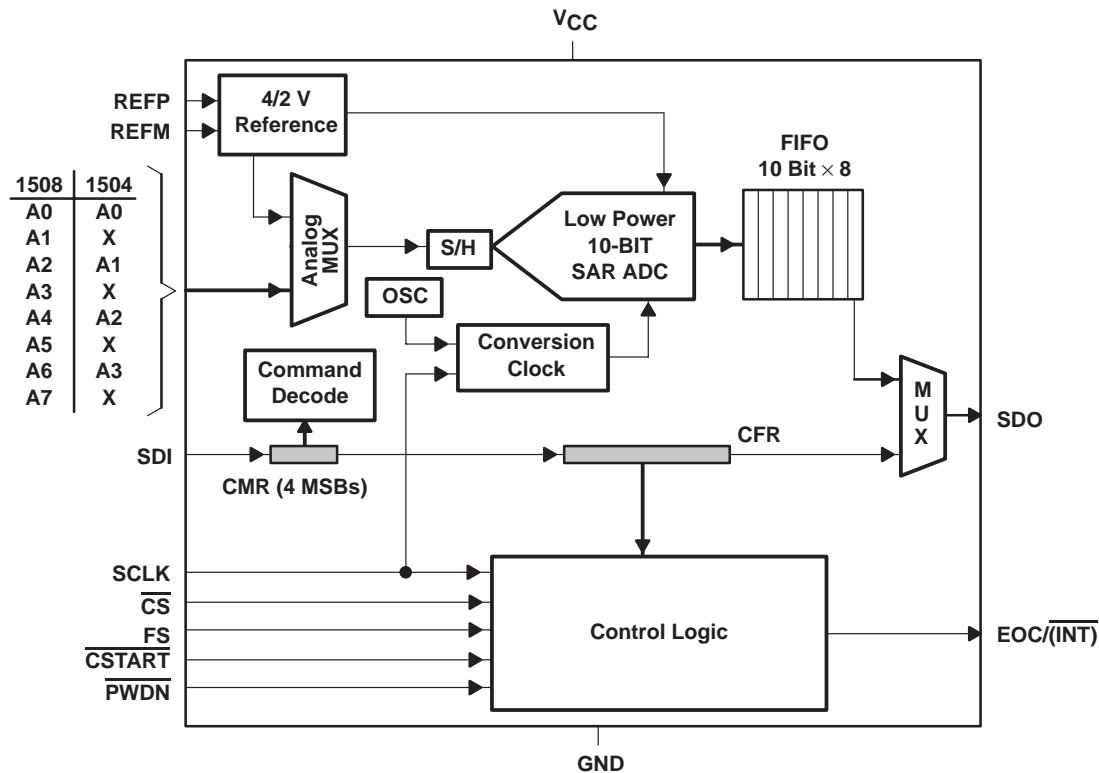 VCC
REFP
REFM
4/2 V
Reference
FIFO
10 Bit × 8
1508 1504
A0 A0
A1 X
A2 A1
A3 X
A4 A2
A5 X
A6 A3
A7 X
Analog
MUX
S/H
Low Power
10-BIT
SAR ADC
OSC
Conversion
Clock
Command
Decode
MUX
SDO
SDI
CMR (4 MSBs)
CFR
SCLK
CS
FS
CSTART
PWDN
Control Logic
EOC/(INT)
GND